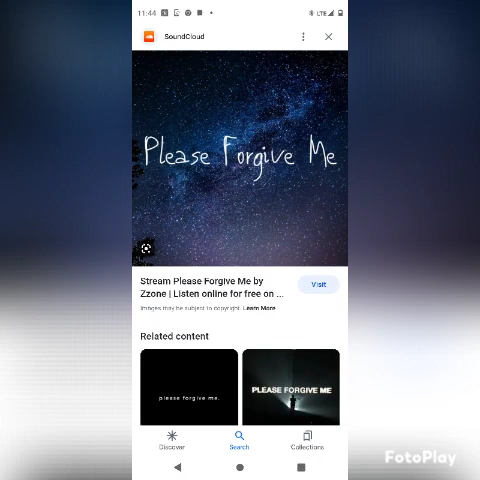 11:44
LTE
SoundCloud
Please Forgive Me
Stream Please Forgive Me by
Zzone | Listen online for free on ...
Visit
Images may be subject to copyright. Learn More
Related content
please forgive me.
PLEASE FORGIVE ME
Discover
Search
Collections
FotoPlay